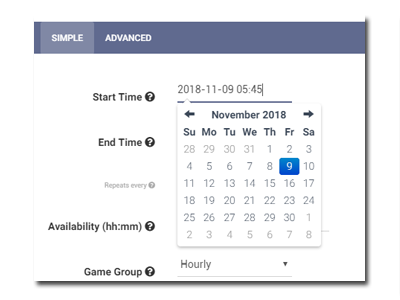 SIMPLE ADVANCED
Start Time 2018-11-09 05:45
November 2018
Su Mo Tu We Th Fr Sa
28 29 30 31 1 2 3
4 5 6 7 8 9 10
11 12 13 14 15 16 17
18 19 20 21 22 23 24
25 26 27 28 29 30 1
2 3 4 5 6 7 8
End Time
Repeats every
Availability (hh:mm)
Game Group Hourly